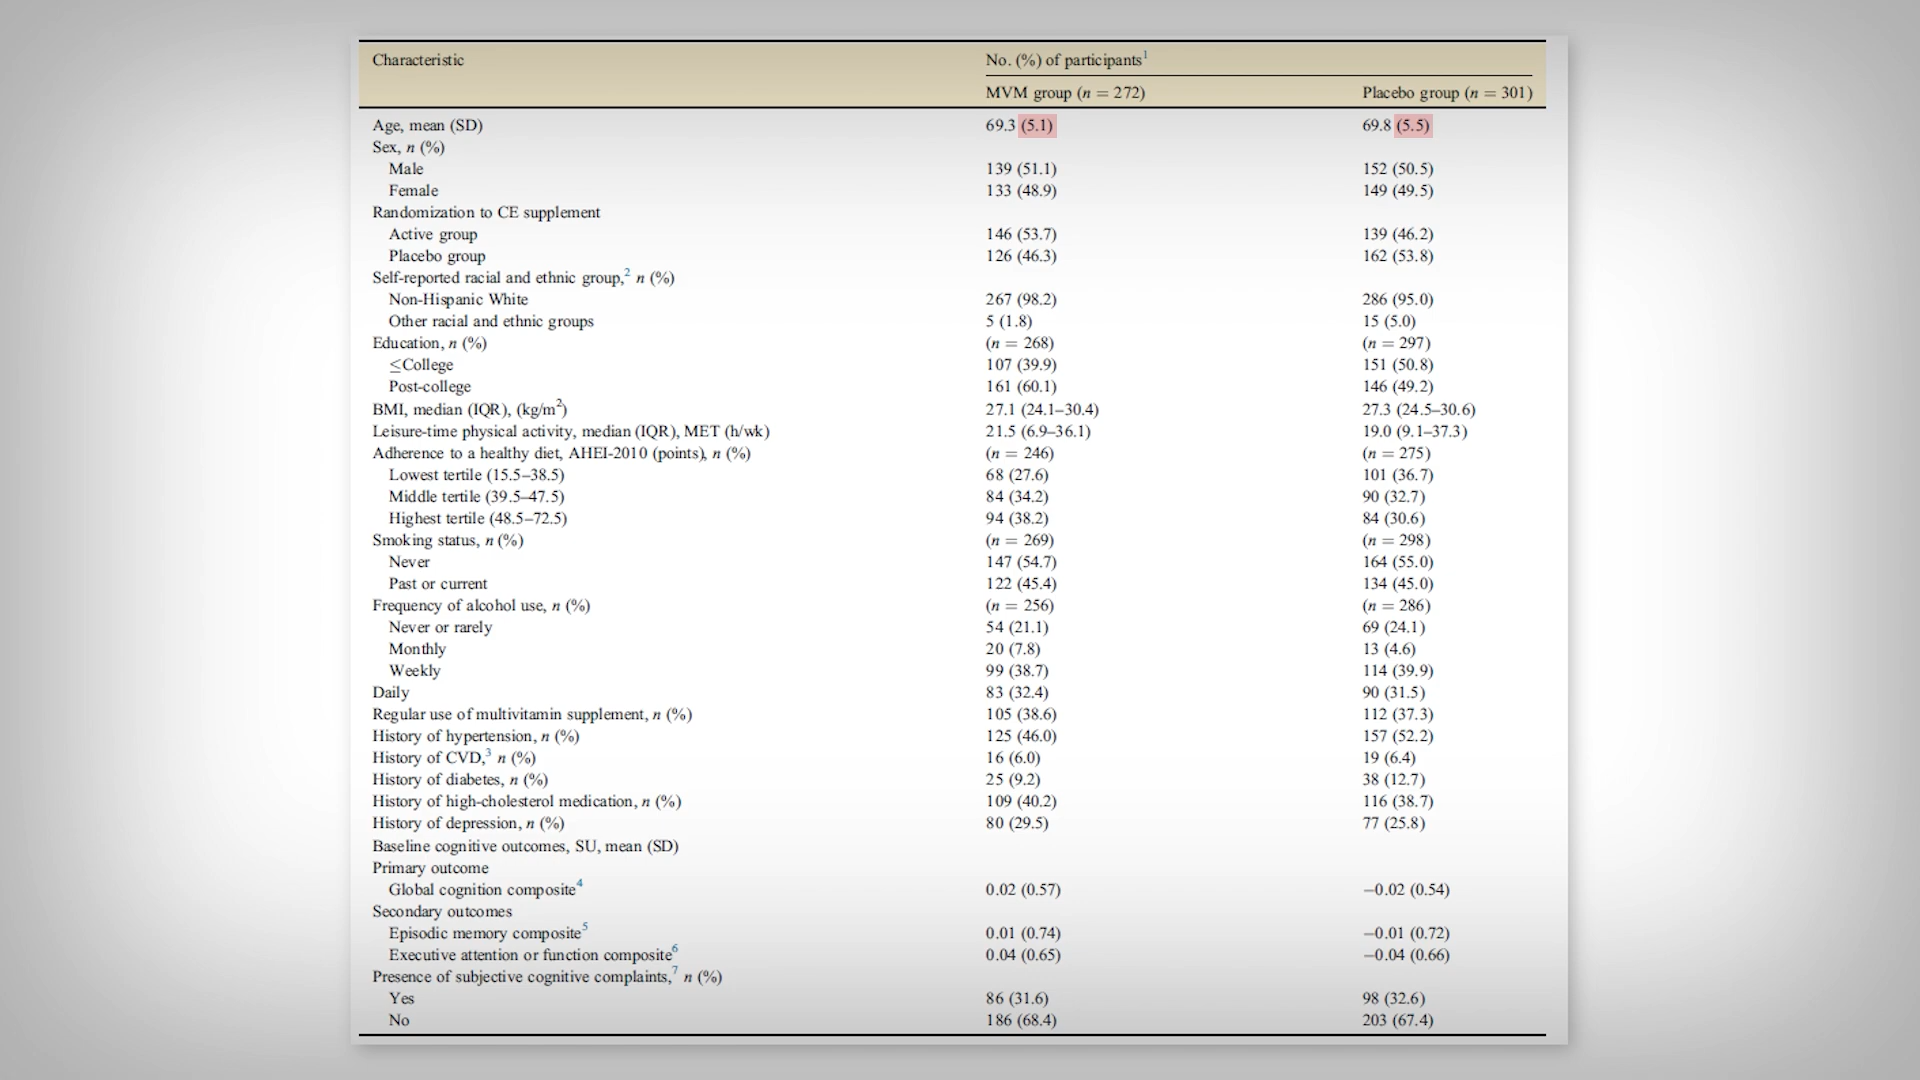 Characteristic No. (%) of participants1
MVM group (n = 272) Placebo group (n = 301)
Age, mean (SD) 69.3 (5.1) 69.8 (5.5)
Sex, n (%)
Male 139 (51.1) 152 (50.5)
Female 133 (48.9) 149 (49.5)
Randomization to CE supplement
Active group 146 (53.7) 139 (46.2)
Placebo group 126 (46.3) 162 (53.8)
Self-reported racial and ethnic group,2 n (%)
Non-Hispanic White 267 (98.2) 286 (95.0)
Other racial and ethnic groups 5 (1.8) 15 (5.0)
Education, n (%) (n = 268) (n = 297)
≤College 107 (39.9) 151 (50.8)
Post-college 161 (60.1) 146 (49.2)
BMI, median (IQR), (kg/m2) 27.1 (24.1–30.4) 27.3 (24.5–30.6)
Leisure-time physical activity, median (IQR), MET (h/wk) 21.5 (6.9–36.1) 19.0 (9.1–37.3)
Adherence to a healthy diet, AHEI-2010 (points), n (%) (n = 246) (n = 275)
Lowest tertile (15.5–38.5) 68 (27.6) 101 (36.7)
Middle tertile (39.5–47.5) 84 (34.2) 90 (32.7)
Highest tertile (48.5–72.5) 94 (38.2) 84 (30.6)
Smoking status, n (%) (n = 269) (n = 298)
Never 147 (54.7) 164 (55.0)
Past or current 122 (45.4) 134 (45.0)
Frequency of alcohol use, n (%) (n = 256) (n = 286)
Never or rarely 54 (21.1) 69 (24.1)
Monthly 20 (7.8) 13 (4.6)
Weekly 99 (38.7) 114 (39.9)
Daily 83 (32.4) 90 (31.5)
Regular use of multivitamin supplement, n (%) 105 (38.6) 112 (37.3)
History of hypertension, n (%) 125 (46.0) 157 (52.2)
History of CVD,3 n (%) 16 (6.0) 19 (6.4)
History of diabetes, n (%) 25 (9.2) 38 (12.7)
History of high-cholesterol medication, n (%) 109 (40.2) 116 (38.7)
History of depression, n (%) 80 (29.5) 77 (25.8)
Baseline cognitive outcomes, SU, mean (SD)
Primary outcome
Global cognition composite4 0.02 (0.57) −0.02 (0.54)
Secondary outcomes
Episodic memory composite5 0.01 (0.74) −0.01 (0.72)
Executive attention or function composite6 0.04 (0.65) −0.04 (0.66)
Presence of subjective cognitive complaints,7 n (%)
Yes 86 (31.6) 98 (32.6)
No 186 (68.4) 203 (67.4)